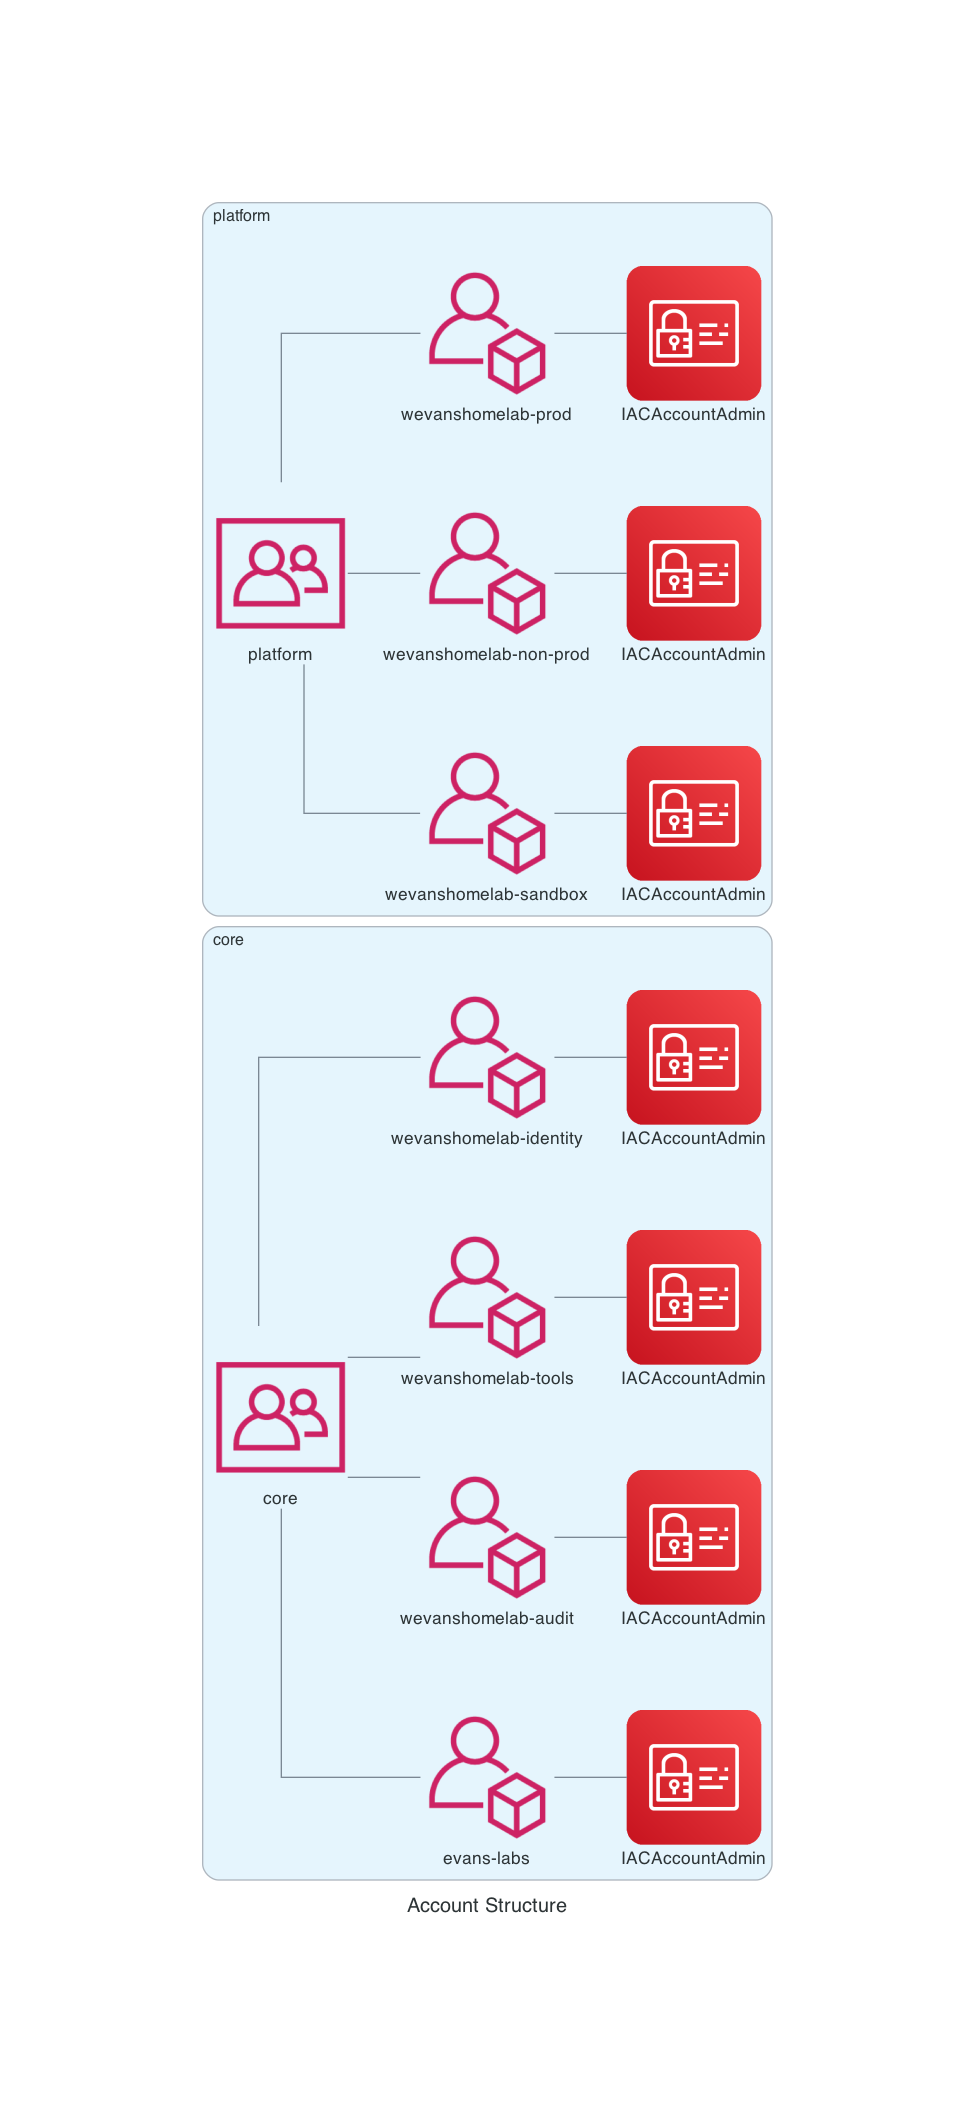 platform
wevanshomelab-prod
IACAccountAdmin
platform
wevanshomelab-non-prod
IACAccountAdmin
wevanshomelab-sandbox
IACAccountAdmin
core
wevanshomelab-identity
IACAccountAdmin
wevanshomelab-tools
IACAccountAdmin
core
wevanshomelab-audit
IACAccountAdmin
evans-labs
IACAccountAdmin
Account Structure